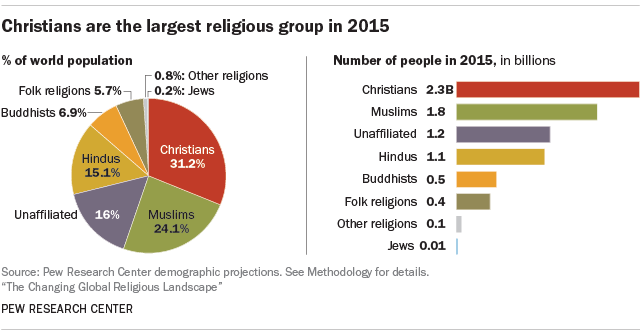 Christians are the largest religious group in 2015
% of world population
0.8%: Other religions
0.2%: Jews
Folk religions 5.7%
Buddhists 6.9%
Christians
31.2%
Hindus
15.1%
Unaffiliated
16%
Muslims
24.1%
Number of people in 2015, in billions
Christians 2.3B
Muslims 1.8
Unaffiliated 1.2
Hindus 1.1
Buddhists 0.5
Folk religions 0.4
Other religions 0.1
Jews 0.01
Source: Pew Research Center demographic projections. See Methodology for details.
“The Changing Global Religious Landscape”
PEW RESEARCH CENTER